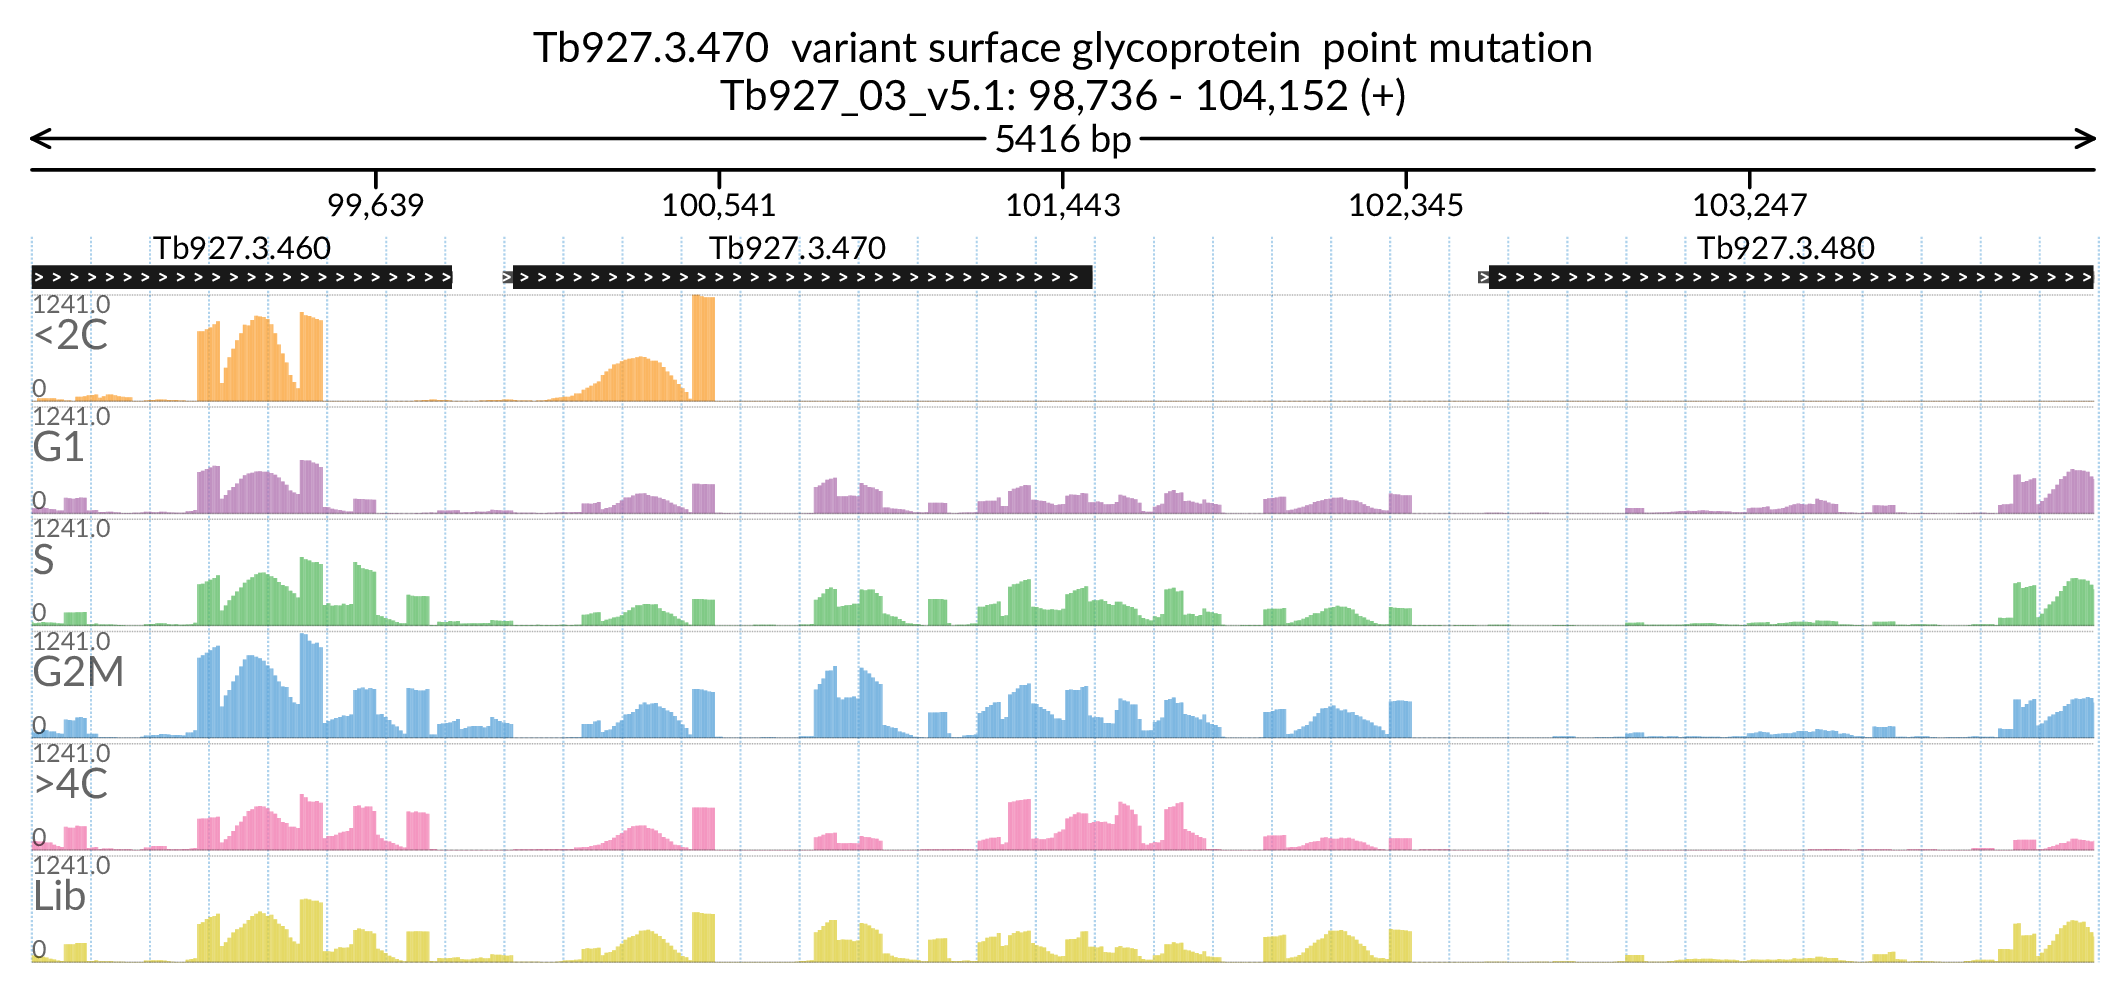 Tb927.3.470 variant surface glycoprotein point mutation
Tb927_03_v5.1: 98,736 - 104,152 (+)
5416 bp
99,639 100,541 101,443 102,345 103,247
Tb927.3.460 Tb927.3.470 Tb927.3.480
1241.0
<2C
0
1241.0
G1
0
1241.0
S
0
1241.0
G2M
0
1241.0
>4C
0
1241.0
Lib
0